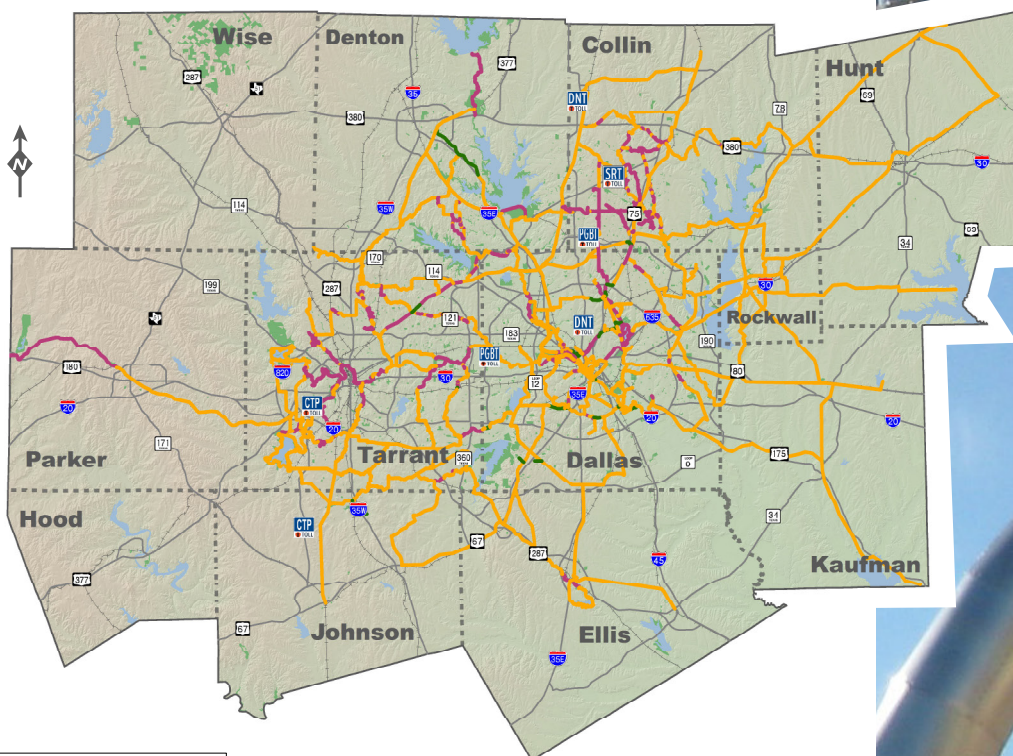 Wise
Denton
Collin
Hunt
287
377
35
DNT
TOLL
69
78
380
380
30
SRT
TOLL
114
35W
35E
75
PGBT
TOLL
34
170
114
199
287
30
121
635
Rockwall
DNT
TOLL
183
190
PGBT
TOLL
180
820
30
LOOP
12
80
20
CTP
TOLL
35E
20
20
20
171
Parker
Tarrant
360
Dallas
175
LOOP
Hood
35W
CTP
TOLL
34
67
287
45
Kaufman
377
67
Johnson
Ellis
35E
N